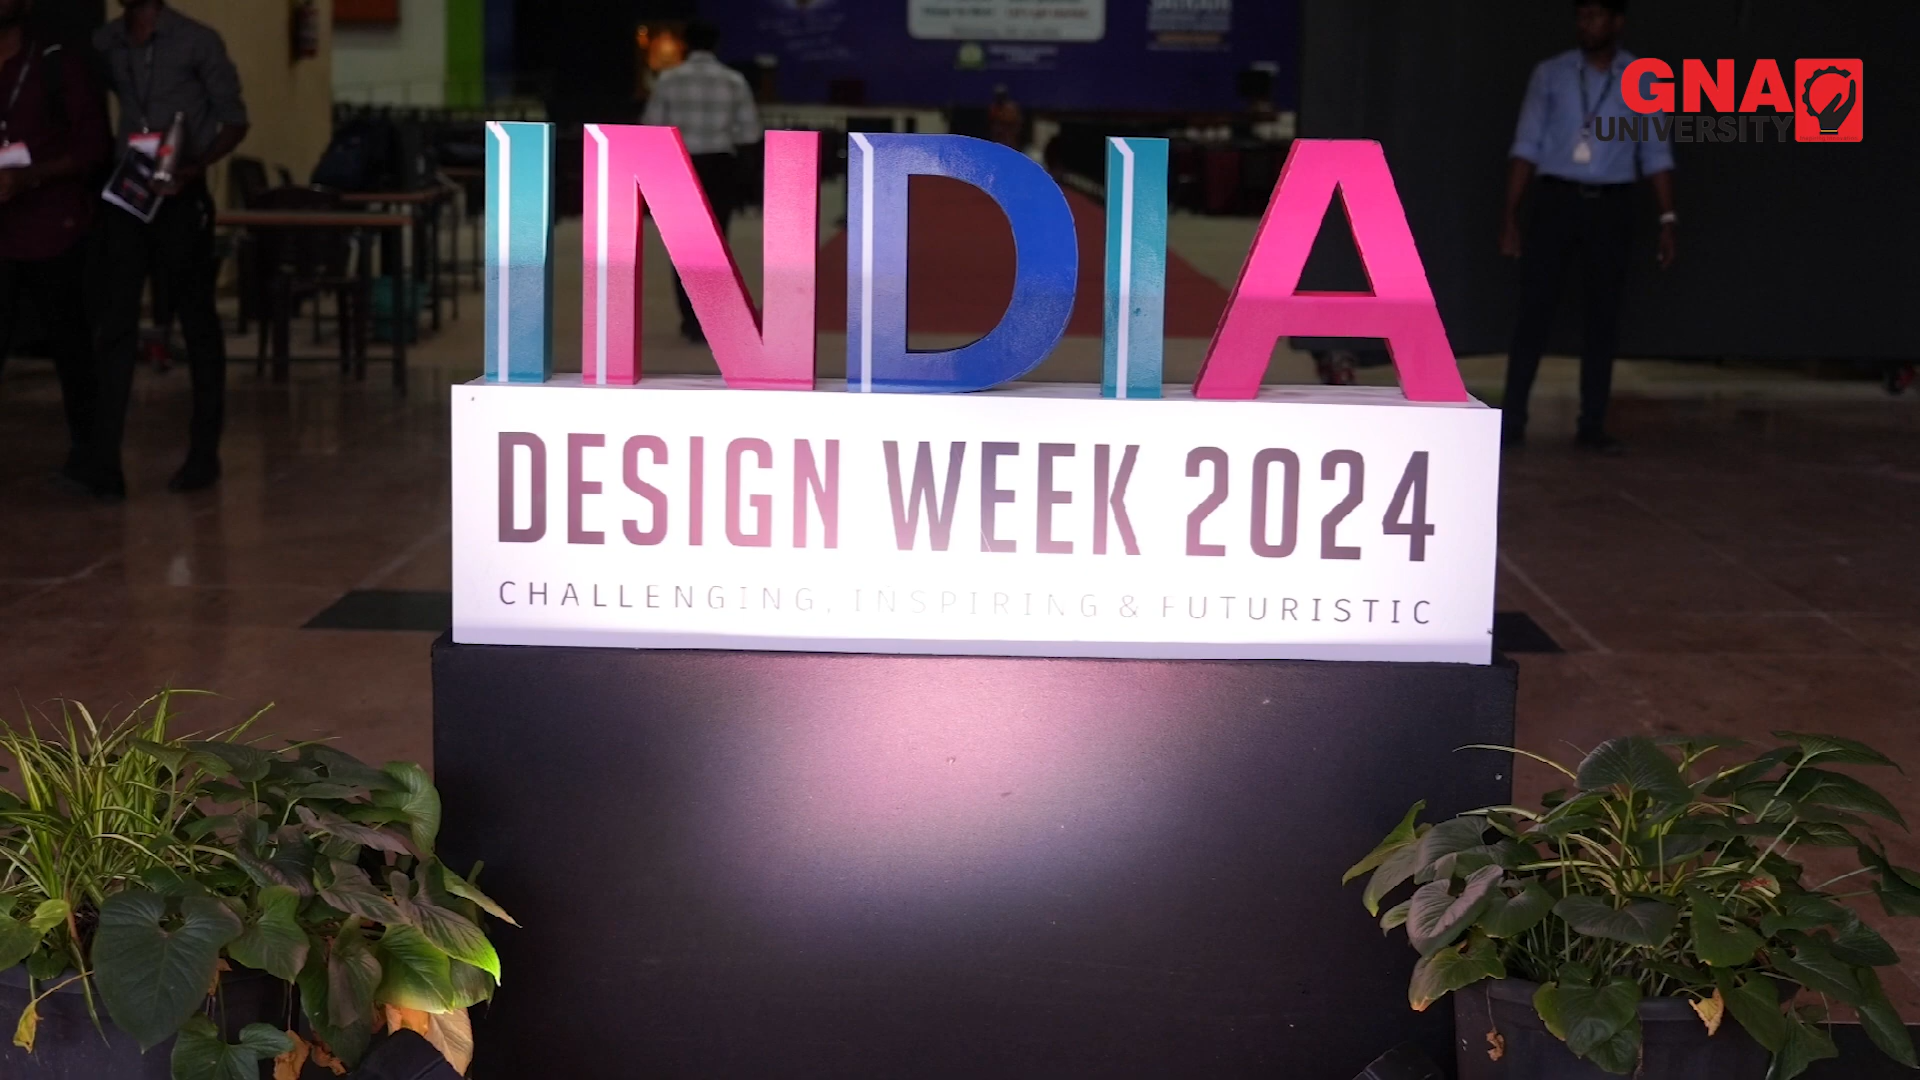 GNA
UNIVERSITY
INDIA
DESIGN WEEK 2024
CHALLENGING, INSPIRING & FUTURISTIC